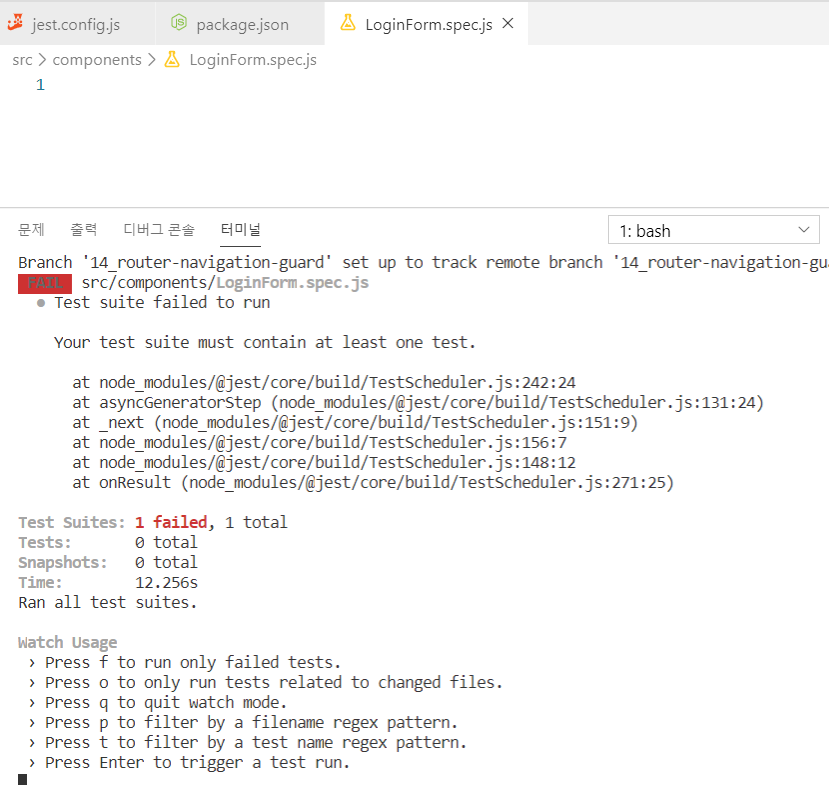 jest.config.js
package.json
LoginForm.spec.js
src > components > LoginForm.spec.js
1
문제 출력 디버그 콘솔 터미널 1: bash
Branch '14_router-navigation-guard' set up to track remote branch '14_router-navigation-gu
FAIL src/components/LoginForm.spec.js
● Test suite failed to run
Your test suite must contain at least one test.
at node_modules/@jest/core/build/TestScheduler.js:242:24
at asyncGeneratorStep (node_modules/@jest/core/build/TestScheduler.js:131:24)
at _next (node_modules/@jest/core/build/TestScheduler.js:151:9)
at node_modules/@jest/core/build/TestScheduler.js:156:7
at node_modules/@jest/core/build/TestScheduler.js:148:12
at onResult (node_modules/@jest/core/build/TestScheduler.js:271:25)
Test Suites: 1 failed, 1 total
Tests: 0 total
Snapshots: 0 total
Time: 12.256s
Ran all test suites.
Watch Usage
› Press f to run only failed tests.
› Press o to only run tests related to changed files.
› Press q to quit watch mode.
› Press p to filter by a filename regex pattern.
› Press t to filter by a test name regex pattern.
› Press Enter to trigger a test run.